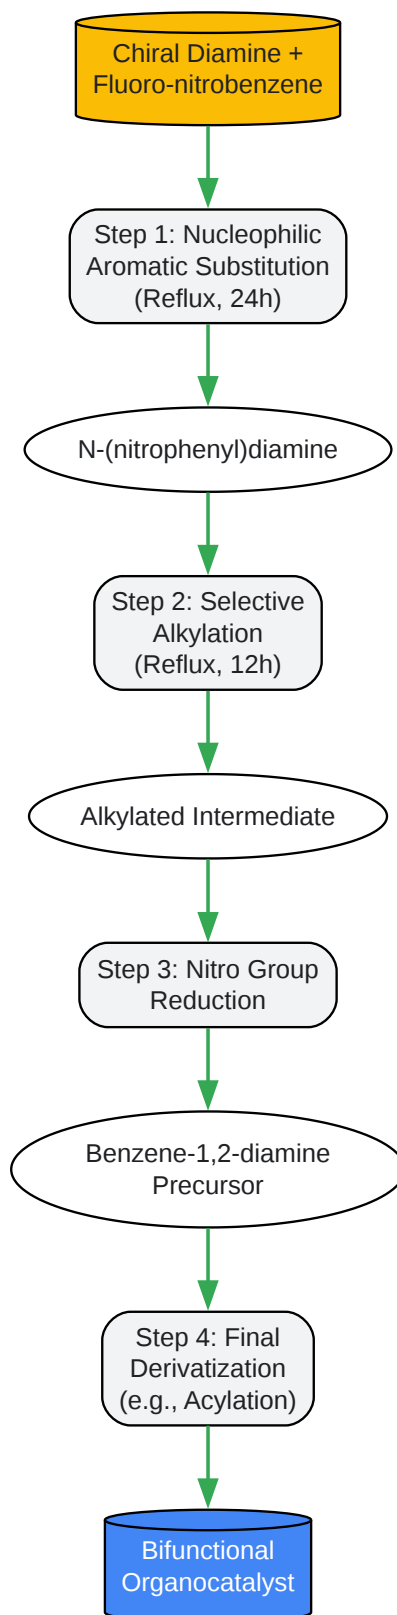 Chiral Diamine +
Fluoro-nitrobenzene
Step 1: Nucleophilic
Aromatic Substitution
(Reflux, 24h)
N-(nitrophenyl)diamine
Step 2: Selective
Alkylation
(Reflux, 12h)
Alkylated Intermediate
Step 3: Nitro Group
Reduction
Benzene-1,2-diamine
Precursor
Step 4: Final
Derivatization
(e.g., Acylation)
Bifunctional
Organocatalyst